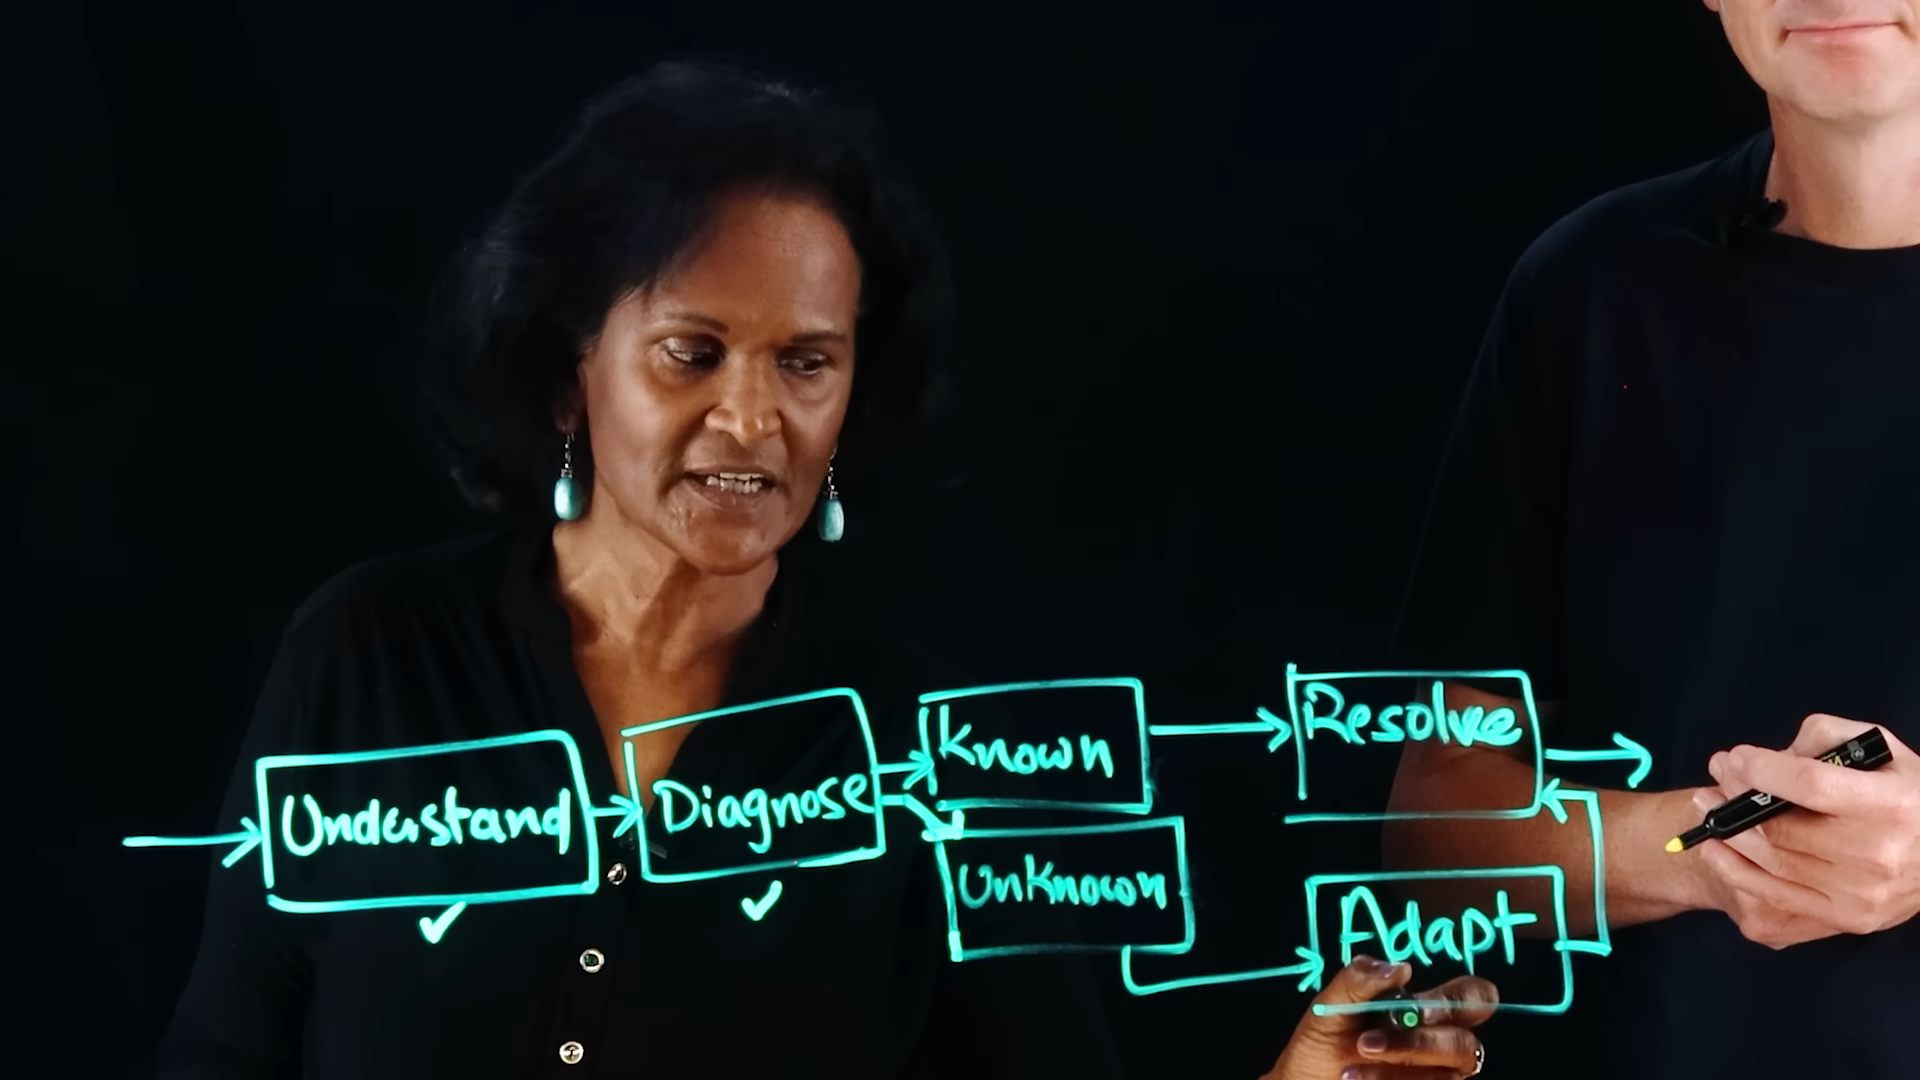 Understand
Diagnose
Known
Unknown
Resolve
Adapt